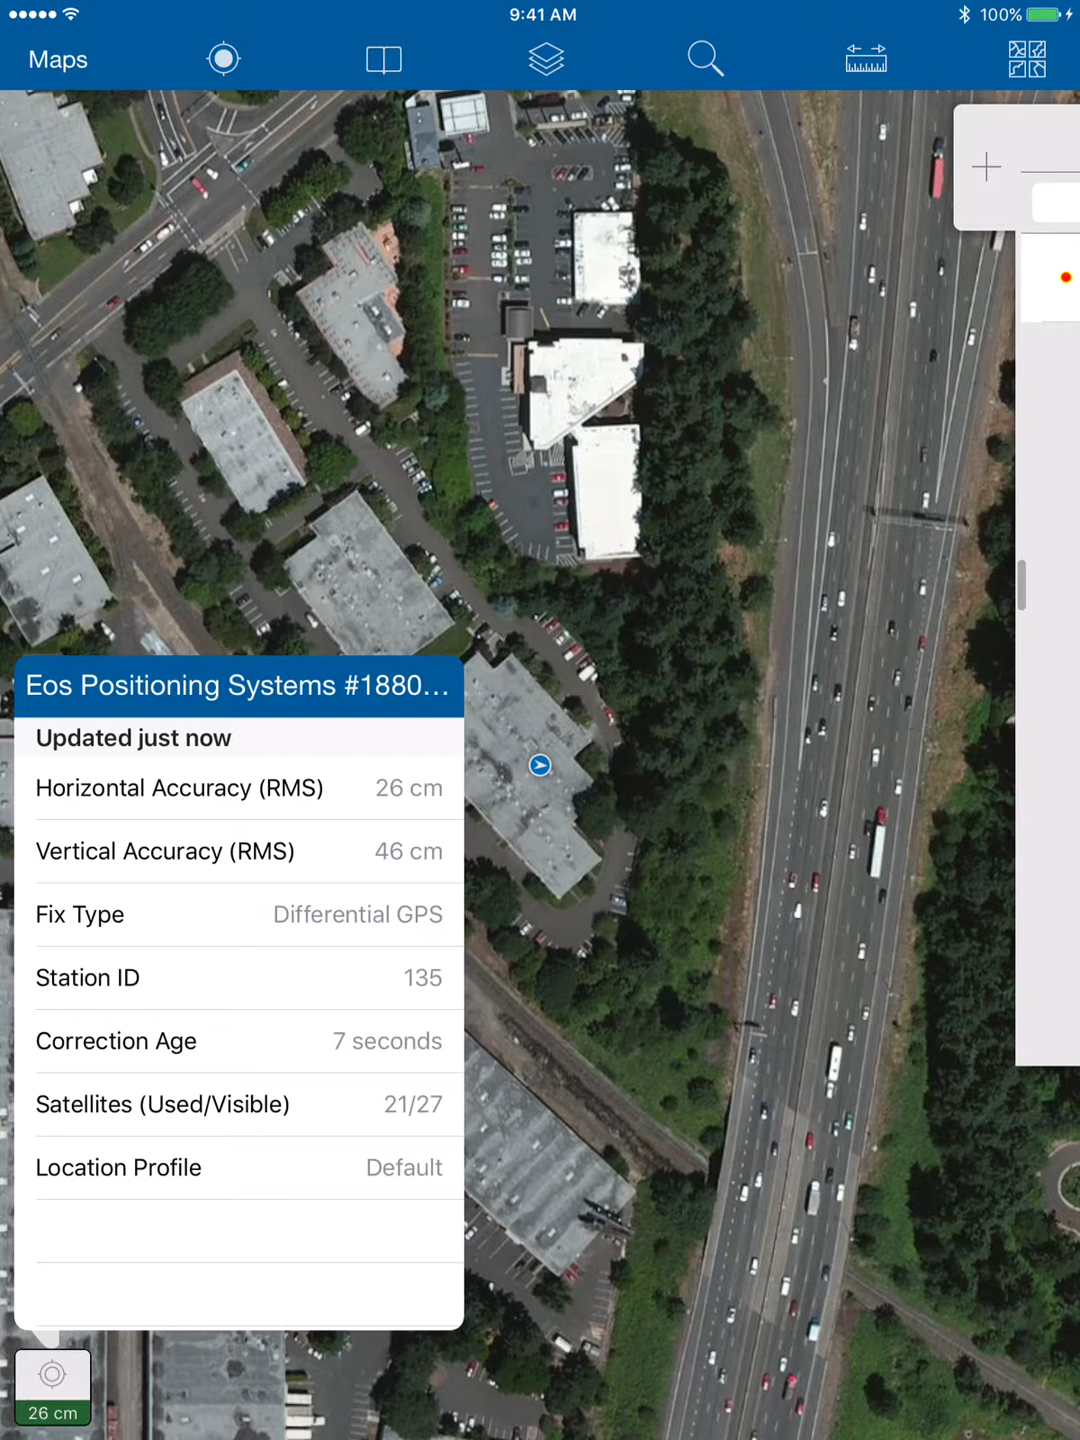 9:41 AM
100%
Maps
Eos Positioning Systems #1880...
Updated just now
Horizontal Accuracy (RMS) 26 cm
Vertical Accuracy (RMS) 46 cm
Fix Type Differential GPS
Station ID 135
Correction Age 7 seconds
Satellites (Used/Visible) 21/27
Location Profile Default
26 cm